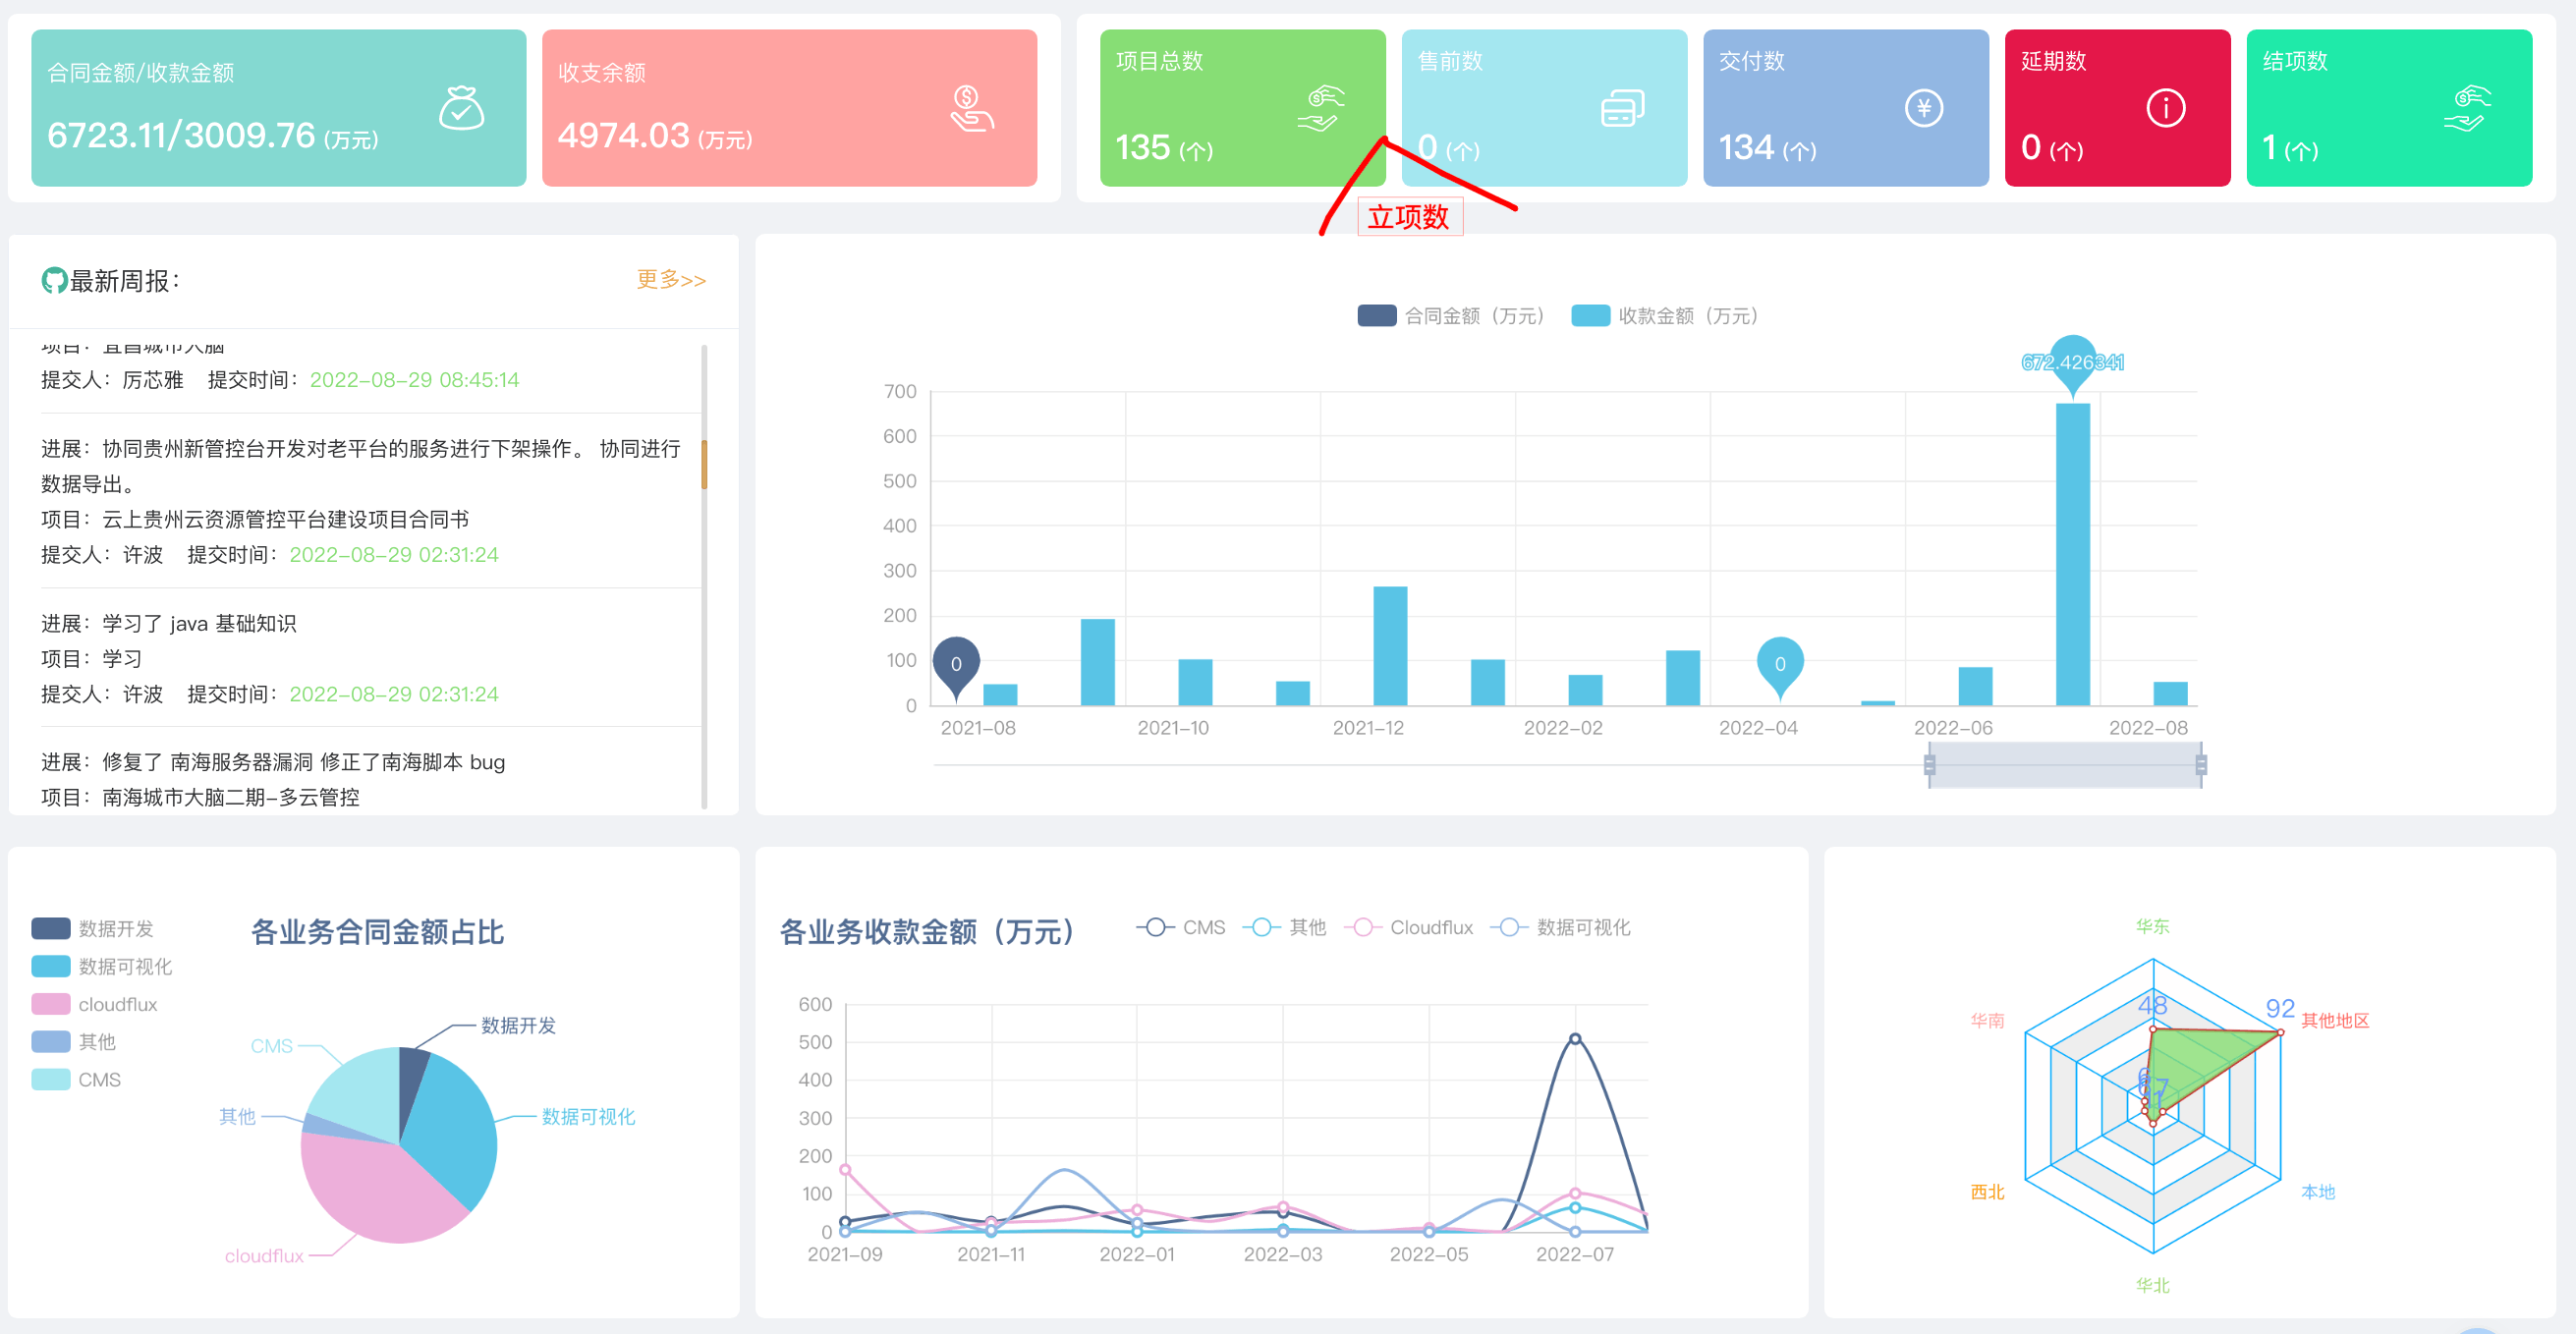 合同金额/收款金额
6723.11/3009.76 (万元)
收支余额
4974.03 (万元)
项目总数
135 (个)
售前数
0 (个)
交付数
134 (个)
延期数
0 (个)
结项数
1 (个)
立项数
最新周报：
更多>>
项目：宜昌城市大脑
提交人：厉芯雅 提交时间：2022-08-29 08:45:14
进展：协同贵州新管控台开发对老平台的服务进行下架操作。 协同进行
数据导出。
项目：云上贵州云资源管控平台建设项目合同书
提交人：许波 提交时间：2022-08-29 02:31:24
进展：学习了 java 基础知识
项目：学习
提交人：许波 提交时间：2022-08-29 02:31:24
进展：修复了 南海服务器漏洞 修正了南海脚本 bug
项目：南海城市大脑二期-多云管控
合同金额（万元） 收款金额（万元）
672.426341
700
600
500
400
300
200
100
0
0
0
2021-08 2021-10 2021-12 2022-02 2022-04 2022-06 2022-08
各业务合同金额占比
数据开发
数据可视化
cloudflux
其他
CMS
数据开发
CMS
其他
数据可视化
cloudflux
各业务收款金额（万元）
CMS 其他 Cloudflux 数据可视化
600
500
400
300
200
100
0
2021-09 2021-11 2022-01 2022-03 2022-05 2022-07
华东
48
92
华南
其他地区
西北
本地
华北